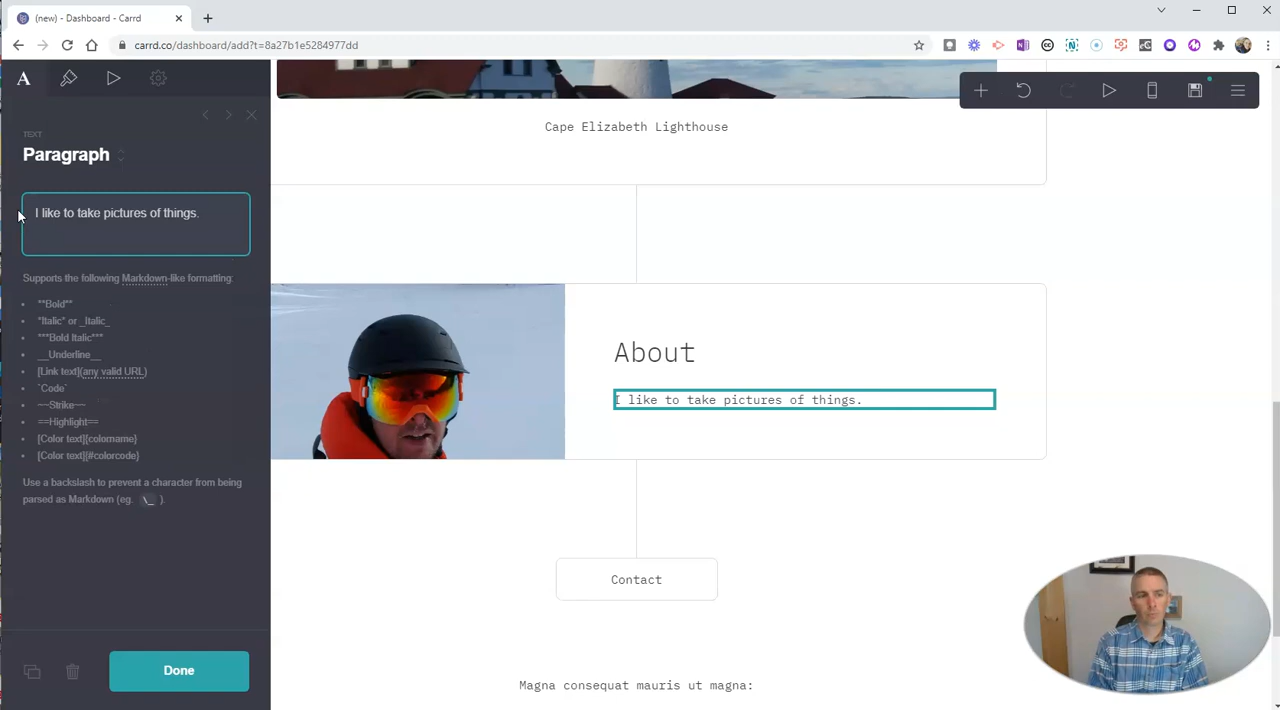 (new) - Dashboard - Carrd
carrd.co/dashboard/add?t=8a27b1e5284977dd
A
TEXT
Paragraph
I like to take pictures of things.
Supports the following Markdown-like formatting:
**Bold**
*Italic* or _Italic_
***Bold Italic***
__Underline__
[Link text](any valid URL)
`Code`
~~Strike~~
==Highlight==
[Color text]{colorname}
[Color text]{#colorcode}
Use a backslash to prevent a character from being
parsed as Markdown (eg. \_ ).
Done
Cape Elizabeth Lighthouse
About
I like to take pictures of things.
Contact
Magna consequat mauris ut magna: